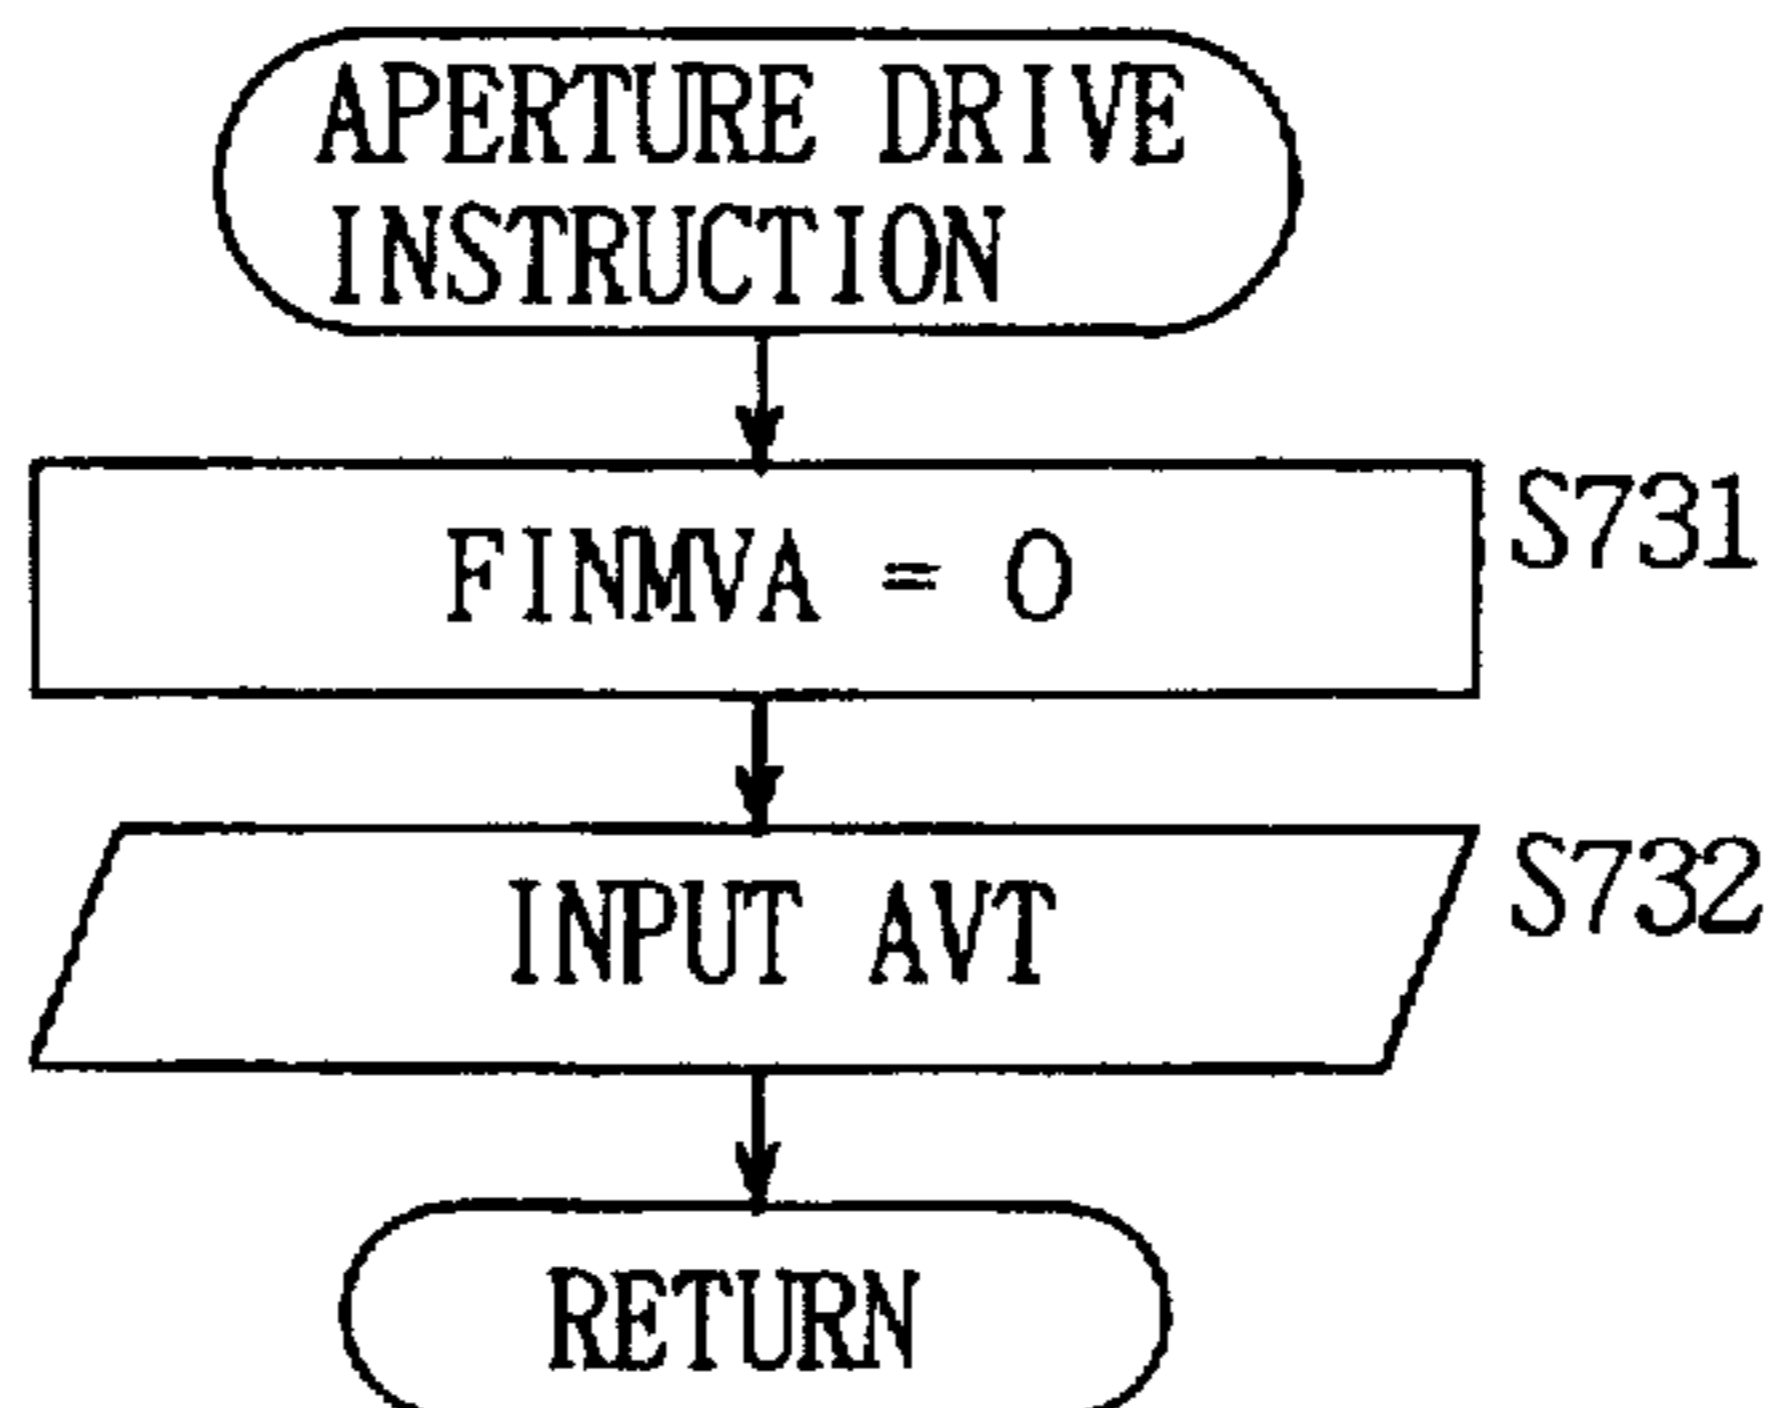 APERTURE DRIVE
INSTRUCTION
FINMVA = 0
S731
INPUT AVT
S732
RETURN